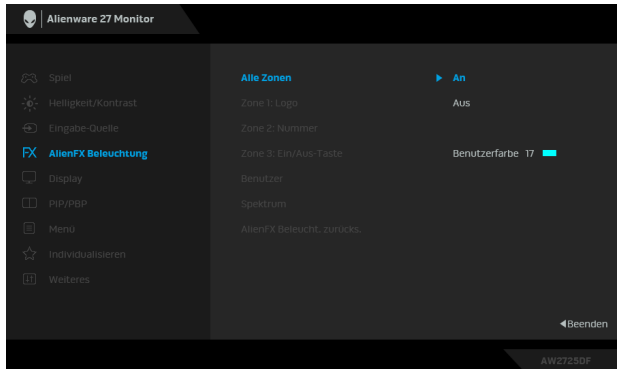 Alienware 27 Monitor
Spiel
Helligkeit/Kontrast
Eingabe-Quelle
FX AlienFX Beleuchtung
Display
PIP/PBP
Menü
Individualisieren
Weiteres
Alle Zonen
Zone 1: Logo
Zone 2: Nummer
Zone 3: Ein/Aus-Taste
Benutzer
Spektrum
AlienFX Beleucht. zurücks.
An
Aus
Benutzerfarbe 17
Beenden
AW2725DF